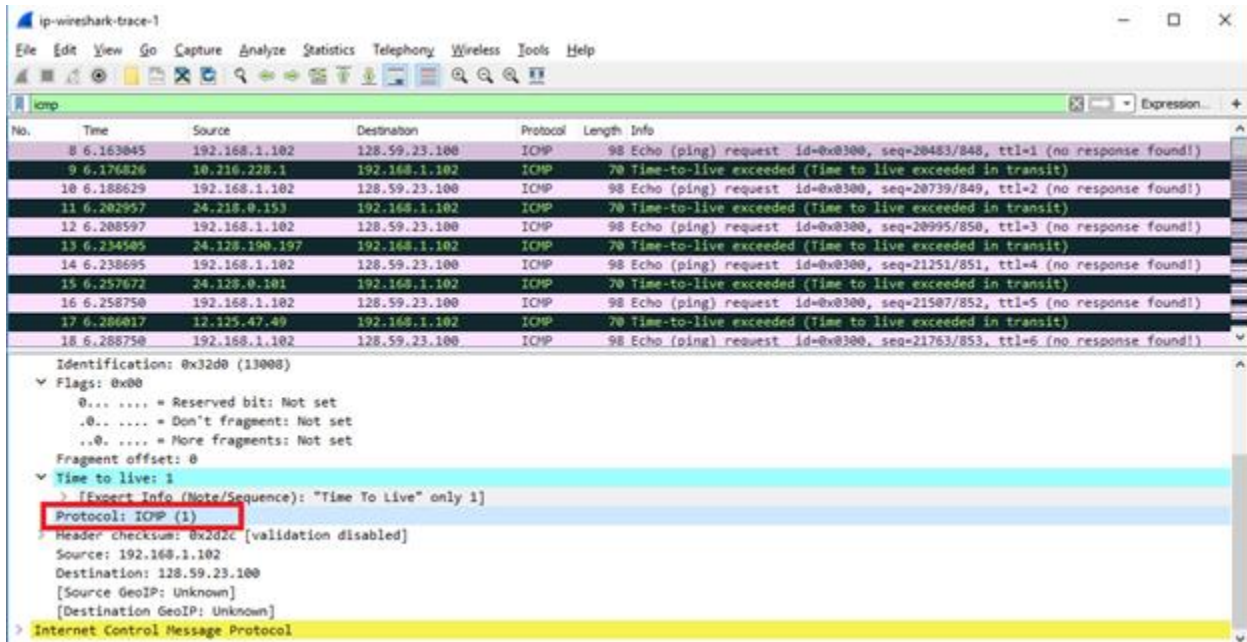 ip-wireshark-trace-1
File Edit View Go Capture Analyze Statistics Telephony Wireless Tools Help
icmp Expression... +
No. Time Source Destination Protocol Length Info
8 6.163045 192.168.1.102 128.59.23.100 ICMP 98 Echo (ping) request id=0x0300, seq=20483/848, ttl=1 (no response found!)
9 6.176826 10.216.228.1 192.168.1.102 ICMP 70 Time-to-live exceeded (Time to live exceeded in transit)
10 6.188629 192.168.1.102 128.59.23.100 ICMP 98 Echo (ping) request id=0x0300, seq=20739/849, ttl=2 (no response found!)
11 6.202957 24.218.0.153 192.168.1.102 ICMP 70 Time-to-live exceeded (Time to live exceeded in transit)
12 6.208597 192.168.1.102 128.59.23.100 ICMP 98 Echo (ping) request id=0x0300, seq=20995/850, ttl=3 (no response found!)
13 6.234505 24.128.190.197 192.168.1.102 ICMP 70 Time-to-live exceeded (Time to live exceeded in transit)
14 6.238695 192.168.1.102 128.59.23.100 ICMP 98 Echo (ping) request id=0x0300, seq=21251/851, ttl=4 (no response found!)
15 6.257672 24.128.0.101 192.168.1.102 ICMP 70 Time-to-live exceeded (Time to live exceeded in transit)
16 6.258750 192.168.1.102 128.59.23.100 ICMP 98 Echo (ping) request id=0x0300, seq=21507/852, ttl=5 (no response found!)
17 6.286017 12.125.47.49 192.168.1.102 ICMP 70 Time-to-live exceeded (Time to live exceeded in transit)
18 6.288750 192.168.1.102 128.59.23.100 ICMP 98 Echo (ping) request id=0x0300, seq=21763/853, ttl=6 (no response found!)
Identification: 0x32d0 (13008)
Flags: 0x00
0... .... = Reserved bit: Not set
.0.. .... = Don't fragment: Not set
..0. .... = More fragments: Not set
Fragment offset: 0
Time to live: 1
[Expert Info (Note/Sequence): "Time To Live" only 1]
Protocol: ICMP (1)
Header checksum: 0x2d2c [validation disabled]
Source: 192.168.1.102
Destination: 128.59.23.100
[Source GeoIP: Unknown]
[Destination GeoIP: Unknown]
Internet Control Message Protocol